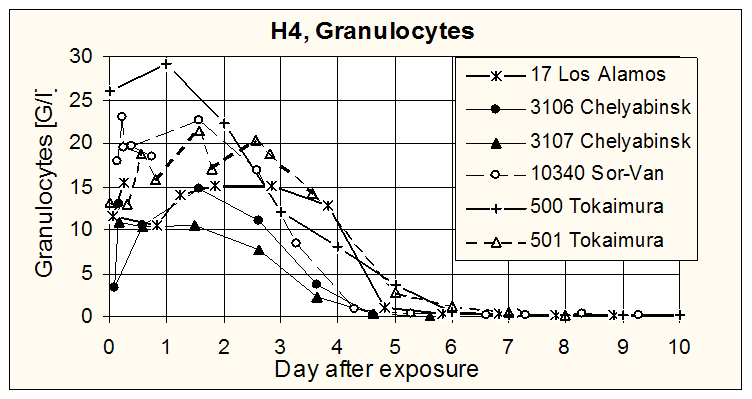 H4, Granulocytes
Granulocytes [G/l]
30
25
20
15
10
5
0
17 Los Alamos
3106 Chelyabinsk
3107 Chelyabinsk
10340 Sor-Van
500 Tokaimura
501 Tokaimura
0 1 2 3 4 5 6 7 8 9 10
Day after exposure